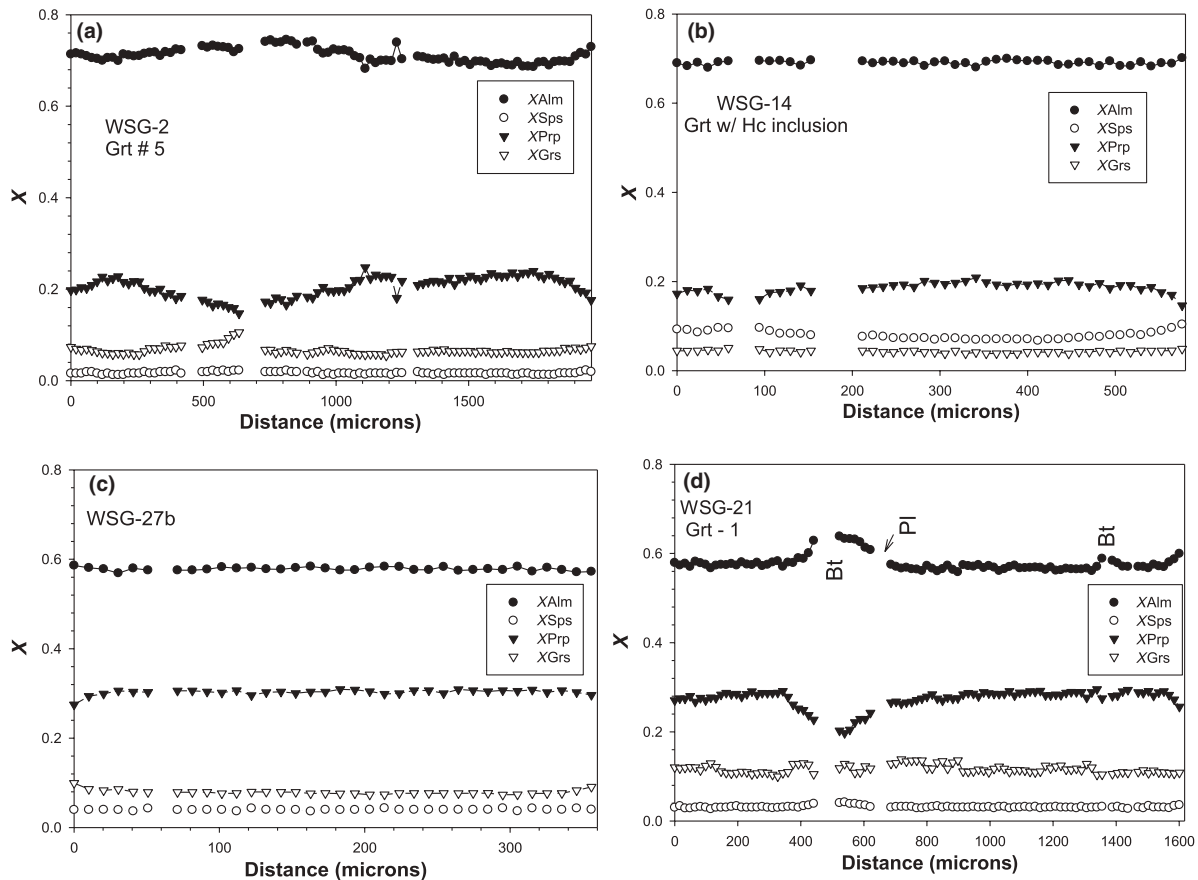 (a)
0.8
0.6
0.4
0.2
0.0
X
WSG-2
Grt # 5
XAlm
XSps
XPrp
XGrs
0
500
1000
1500
Distance (microns)
(b)
0.8
0.6
0.4
0.2
0.0
X
WSG-14
Grt w/ Hc inclusion
XAlm
XSps
XPrp
XGrs
0
100
200
300
400
500
Distance (microns)
(c)
0.8
0.6
0.4
0.2
0.0
X
WSG-27b
XAlm
XSps
XPrp
XGrs
0
100
200
300
Distance (microns)
(d)
0.8
0.6
0.4
0.2
0.0
X
WSG-21
Grt - 1
Bt
Pl
Bt
XAlm
XSps
XPrp
XGrs
0
200
400
600
800
1000
1200
1400
1600
Distance (microns)